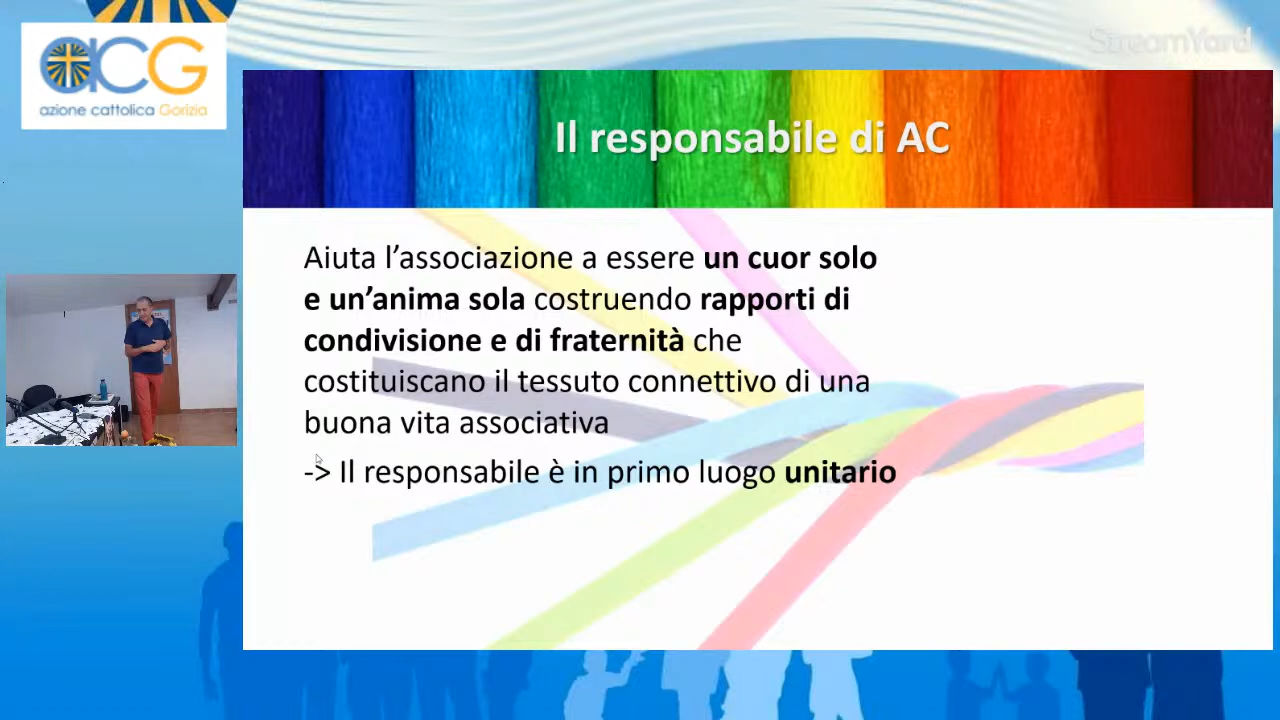 acG
azione cattolica Gorizia
StreamYard
Il responsabile di AC
Aiuta l’associazione a essere un cuor solo
e un’anima sola costruendo rapporti di
condivisione e di fraternità che
costituiscano il tessuto connettivo di una
buona vita associativa
-> Il responsabile è in primo luogo unitario